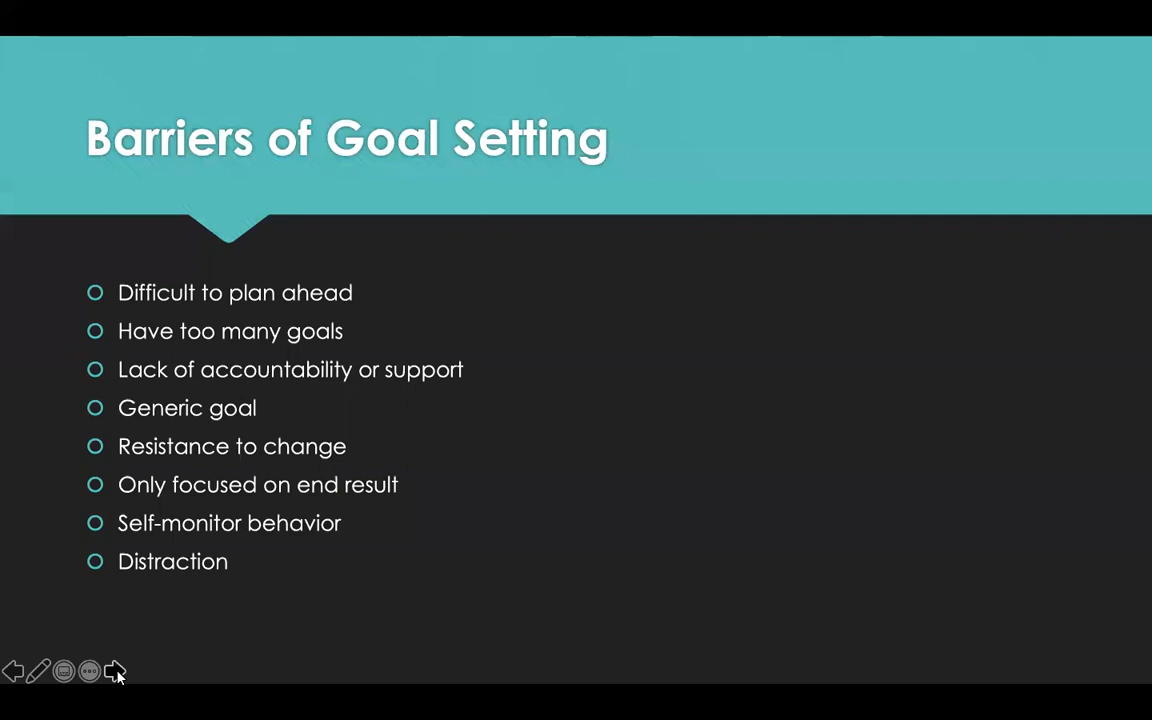 Barriers of Goal Setting
Difficult to plan ahead
Have too many goals
Lack of accountability or support
Generic goal
Resistance to change
Only focused on end result
Self-monitor behavior
Distraction